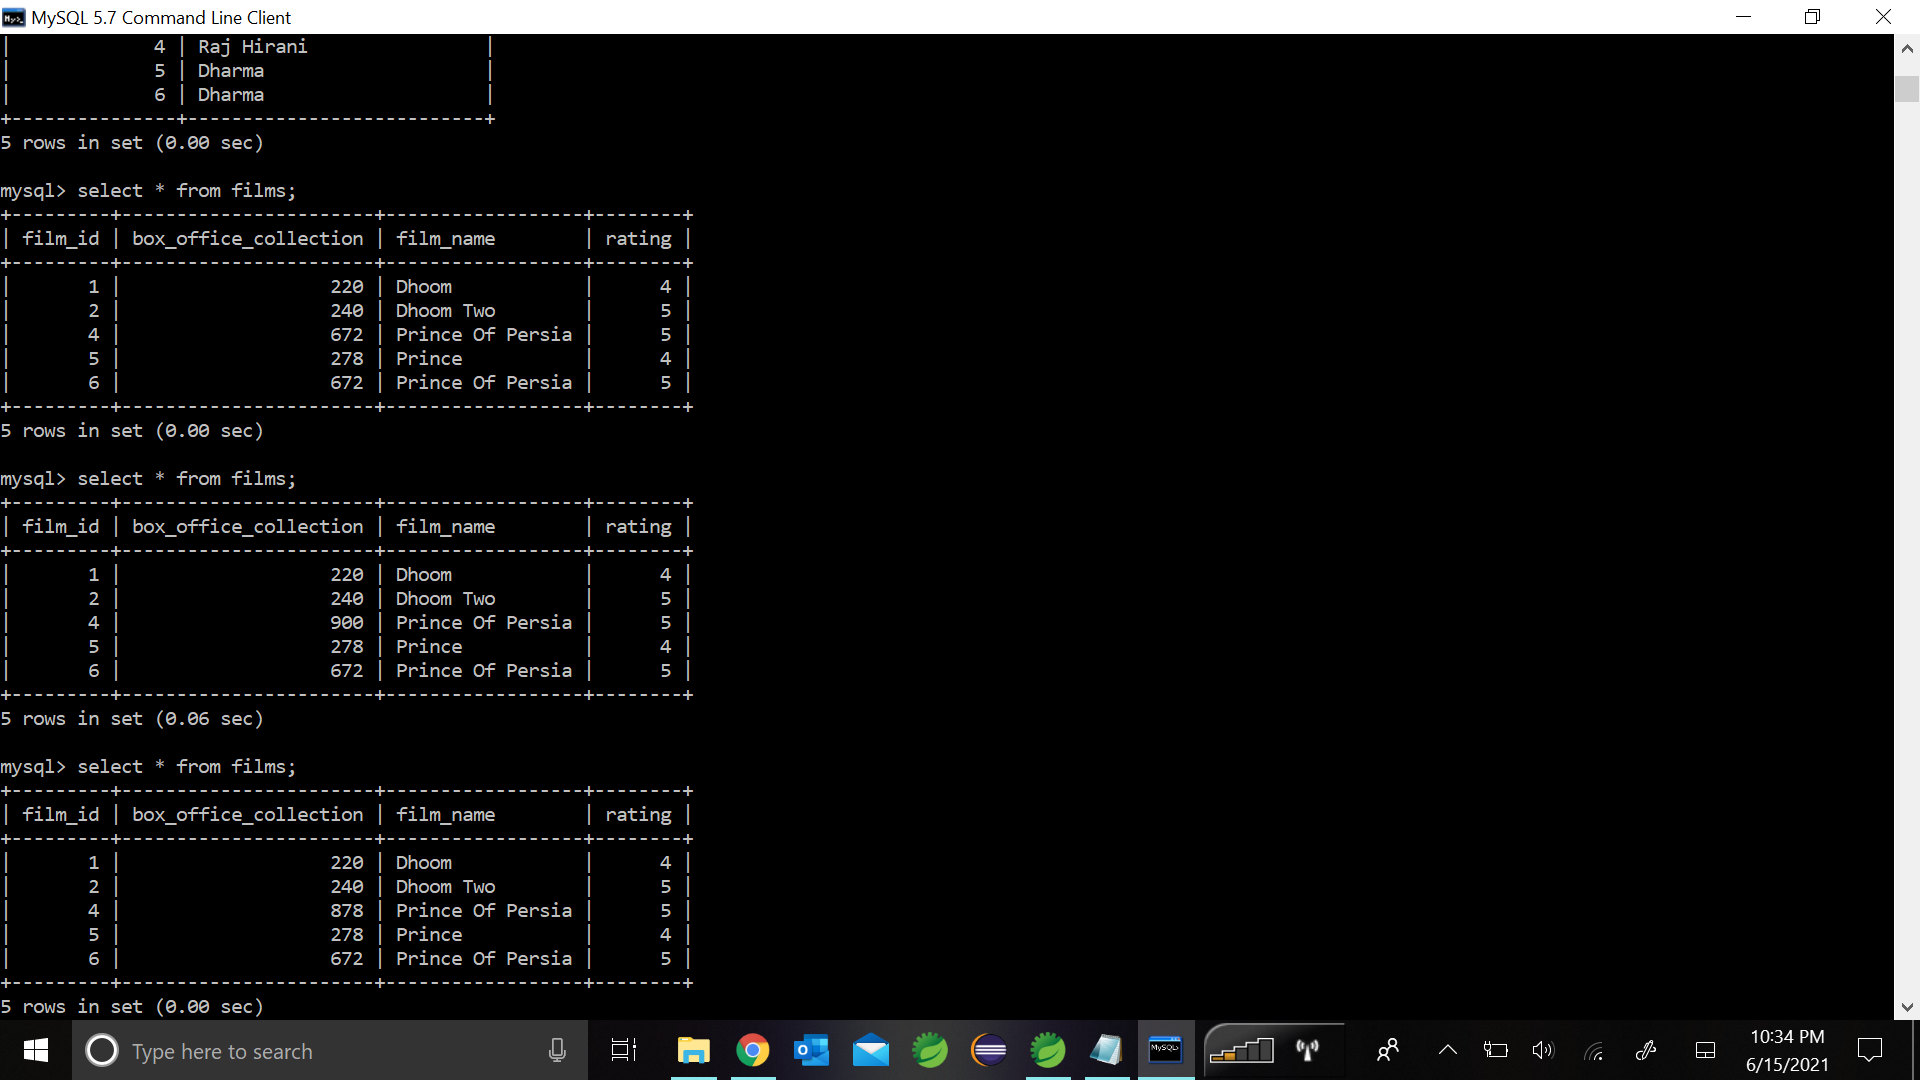 MySQL 5.7 Command Line Client
|             4 | Raj Hirani                |
|             5 | Dharma                    |
|             6 | Dharma                    |
+---------------+---------------------------+
5 rows in set (0.00 sec)
mysql> select * from films;
+---------+-----------------------+------------------+--------+
| film_id | box_office_collection | film_name        | rating |
+---------+-----------------------+------------------+--------+
|       1 |                   220 | Dhoom            |      4 |
|       2 |                   240 | Dhoom Two        |      5 |
|       4 |                   672 | Prince Of Persia |      5 |
|       5 |                   278 | Prince           |      4 |
|       6 |                   672 | Prince Of Persia |      5 |
+---------+-----------------------+------------------+--------+
5 rows in set (0.00 sec)
mysql> select * from films;
+---------+-----------------------+------------------+--------+
| film_id | box_office_collection | film_name        | rating |
+---------+-----------------------+------------------+--------+
|       1 |                   220 | Dhoom            |      4 |
|       2 |                   240 | Dhoom Two        |      5 |
|       4 |                   900 | Prince Of Persia |      5 |
|       5 |                   278 | Prince           |      4 |
|       6 |                   672 | Prince Of Persia |      5 |
+---------+-----------------------+------------------+--------+
5 rows in set (0.06 sec)
mysql> select * from films;
+---------+-----------------------+------------------+--------+
| film_id | box_office_collection | film_name        | rating |
+---------+-----------------------+------------------+--------+
|       1 |                   220 | Dhoom            |      4 |
|       2 |                   240 | Dhoom Two        |      5 |
|       4 |                   878 | Prince Of Persia |      5 |
|       5 |                   278 | Prince           |      4 |
|       6 |                   672 | Prince Of Persia |      5 |
+---------+-----------------------+------------------+--------+
5 rows in set (0.00 sec)
Type here to search
MySQL>
10:34 PM
6/15/2021